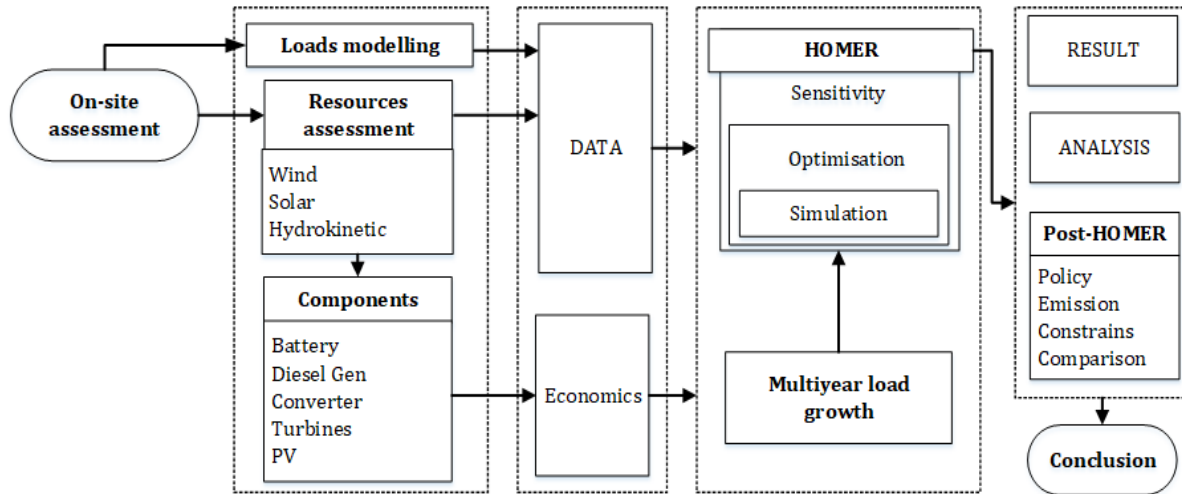 On-site
assessment
Loads modelling
Resources
assessment
Wind
Solar
Hydrokinetic
Components
Battery
Diesel Gen
Converter
Turbines
PV
DATA
Economics
HOMER
Sensitivity
Optimisation
Simulation
Multiyear load
growth
RESULT
ANALYSIS
Post-HOMER
Policy
Emission
Constrains
Comparison
Conclusion